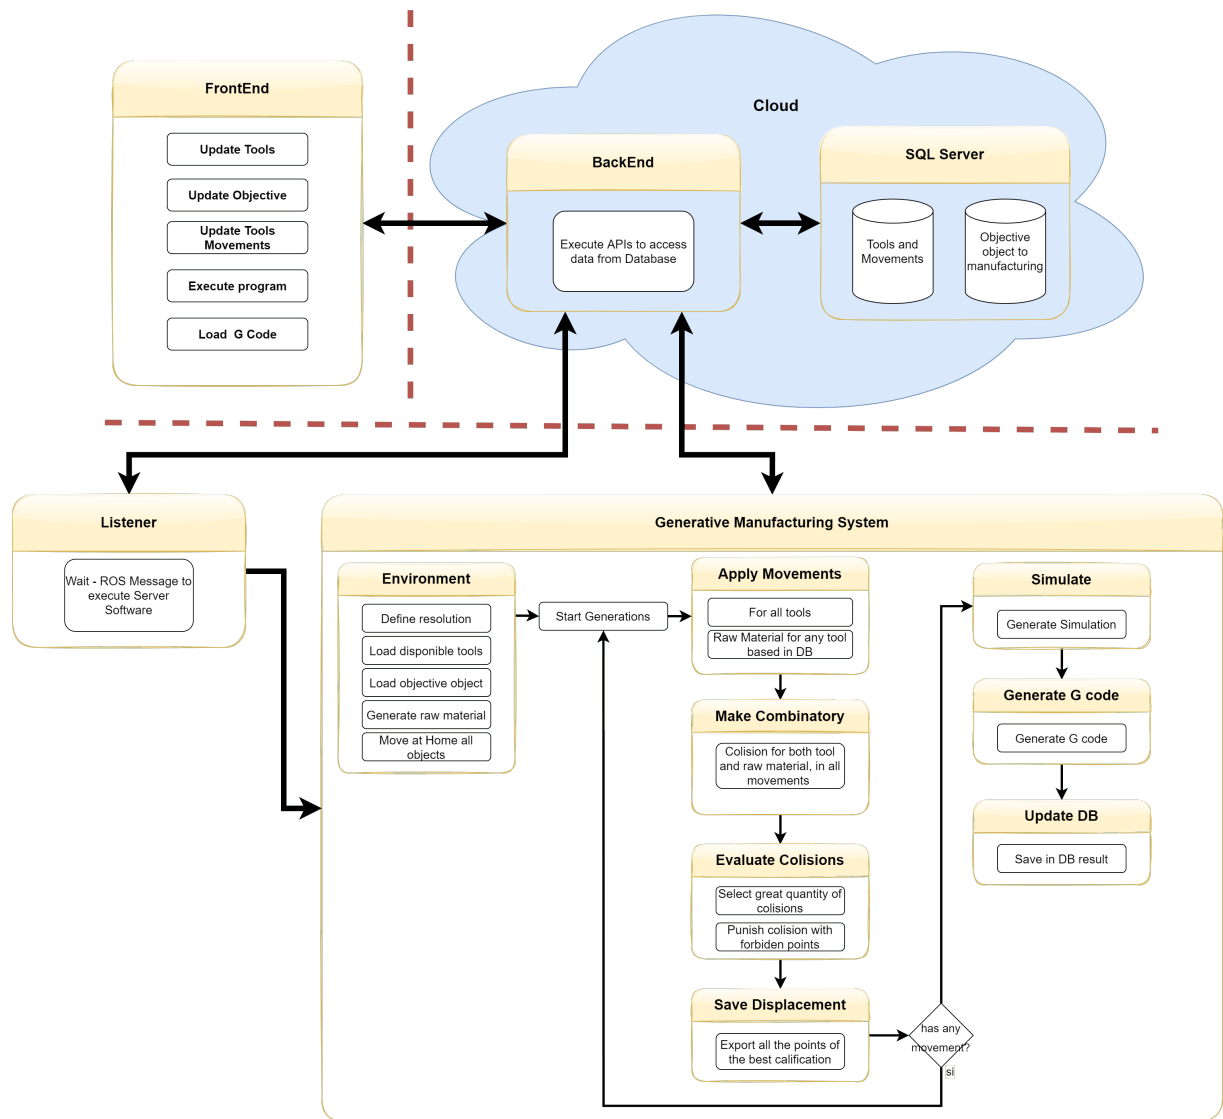 FrontEnd
Update Tools
Update Objective
Update Tools
Movements
Execute program
Load G Code
Cloud
BackEnd
Execute APIs to access
data from Database
SQL Server
Tools and
Movements
Objective
object to
manufacturing
Listener
Wait - ROS Message to
execute Server
Software
Generative Manufacturing System
Environment
Define resolution
Load disponible tools
Load objective object
Generate raw material
Move at Home all
objects
Start Generations
Apply Movements
For all tools
Raw Material for any tool
based in DB
Make Combinatory
Colision for both tool
and raw material, in all
movements
Evaluate Colisions
Select great quantity of
colisions
Punish colision with
forbiden points
Save Displacement
Export all the points of
the best calification
has any
movement?
si
Simulate
Generate Simulation
Generate G code
Generate G code
Update DB
Save in DB result